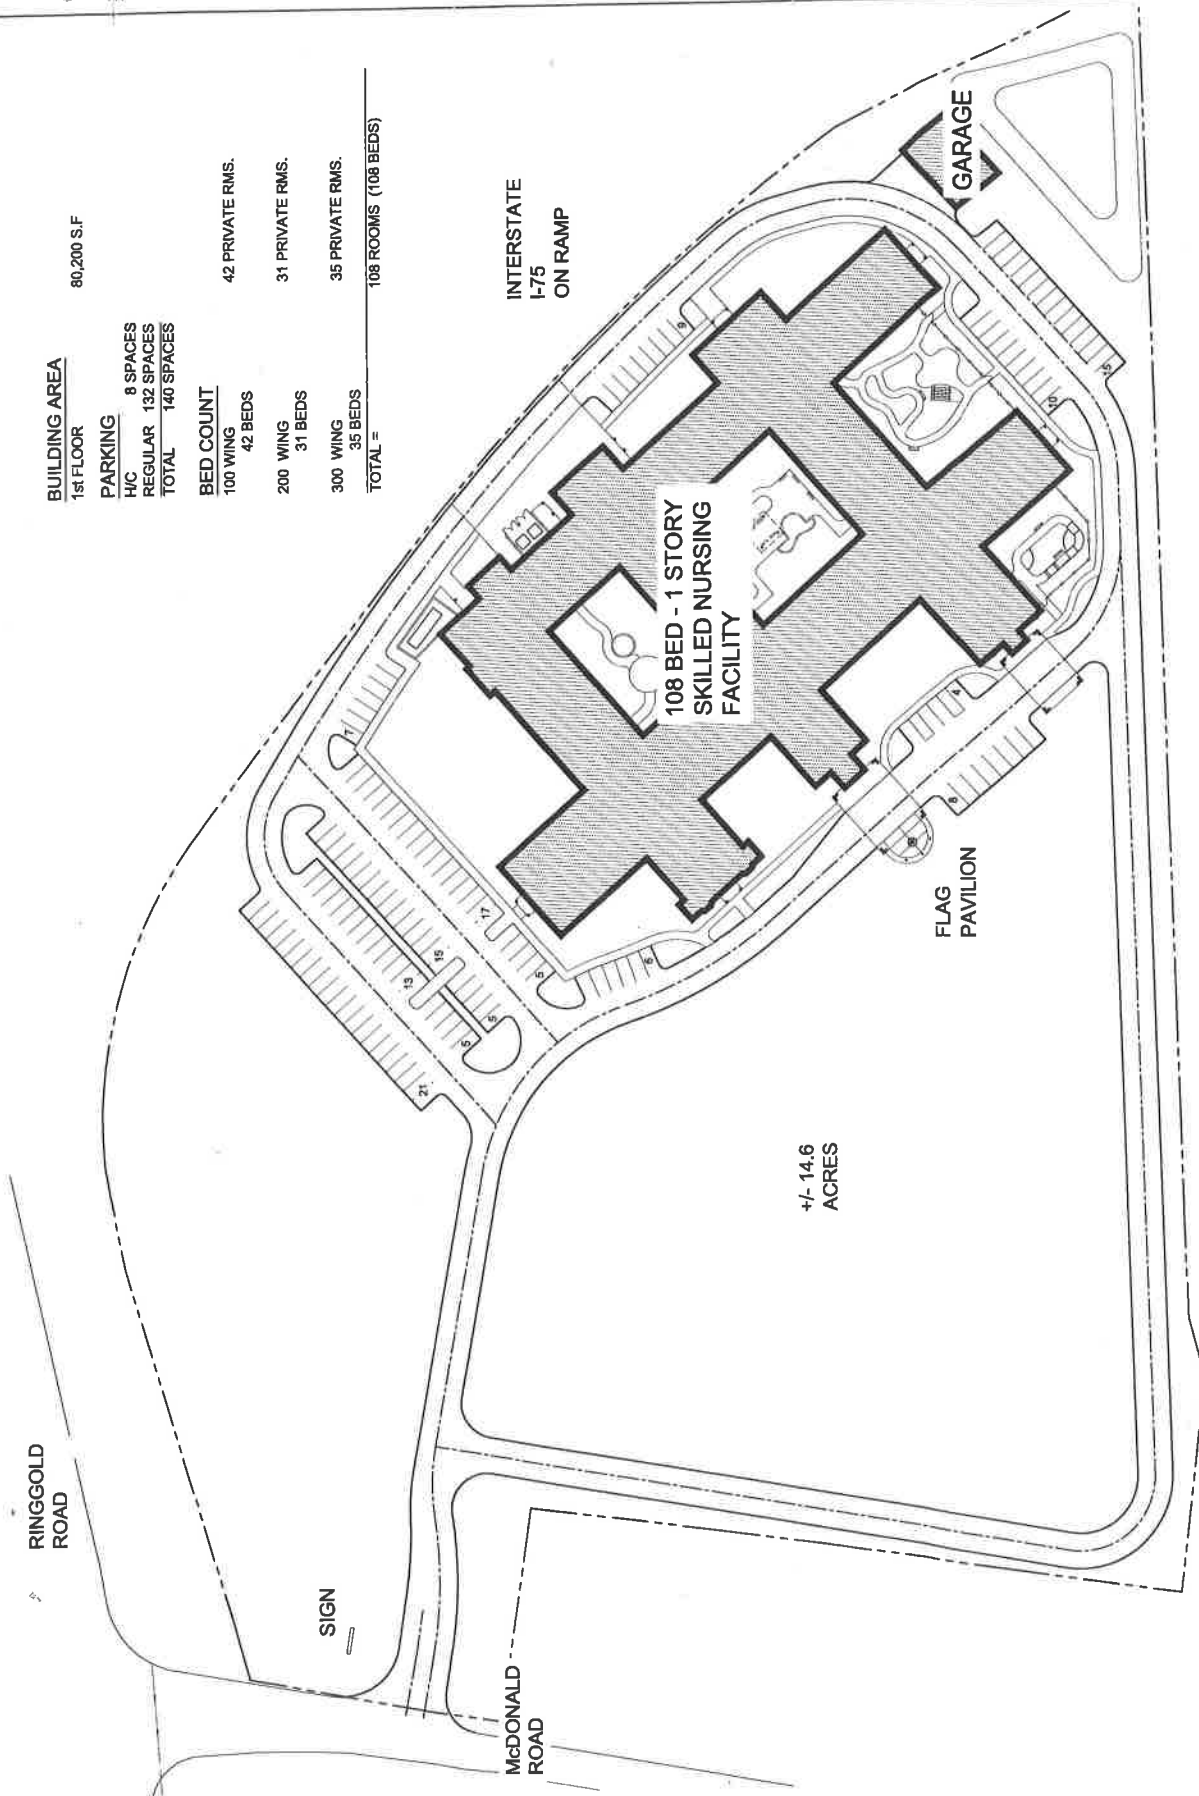 BUILDING AREA
1st FLOOR 80,200 S.F
PARKING
H/C 8 SPACES
REGULAR 132 SPACES
TOTAL 140 SPACES
BED COUNT
100 WING 42 PRIVATE RMS.
42 BEDS
200 WING 31 PRIVATE RMS.
31 BEDS
300 WING 35 PRIVATE RMS.
35 BEDS
TOTAL = 108 ROOMS (108 BEDS)
RINGGOLD
ROAD
SIGN
McDONALD
ROAD
INTERSTATE
I-75
ON RAMP
GARAGE
108 BED - 1 STORY
SKILLED NURSING
FACILITY
FLAG
PAVILION
+/- 14.6
ACRES
21
13
15
5
5
17
5
6
1
9
10
15
4
8